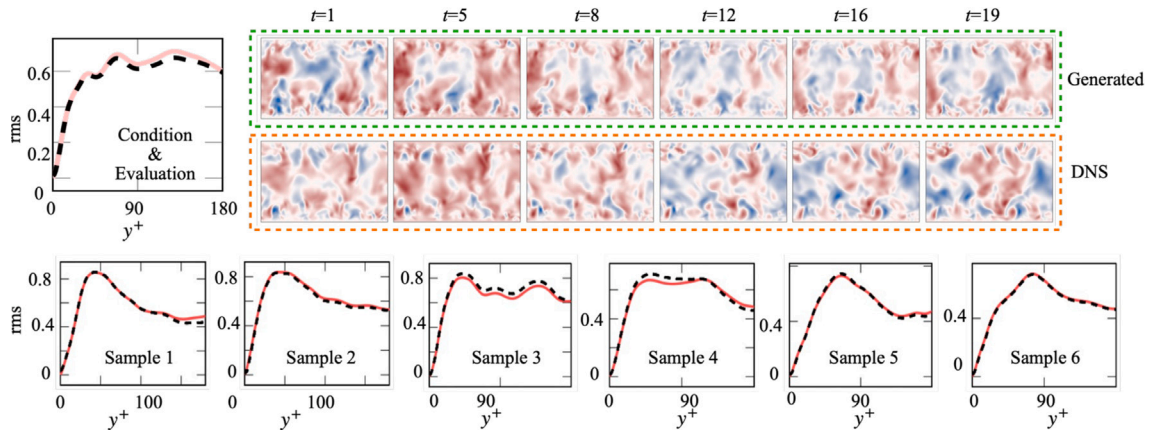 t=1 t=5 t=8 t=12 t=16 t=19
rms
0.6
0.4
0.2
0
Condition
&
Evaluation
0 90 180
y+
Generated
DNS
rms
0.8
0.4
0
Sample 1
0 100
y+
0.8
0.4
0
Sample 2
0 100
y+
0.8
0.4
0
Sample 3
0 90
y+
0.4
0
Sample 4
0 90
y+
0.4
0
Sample 5
0 90
y+
0.4
0
Sample 6
0 90
y+